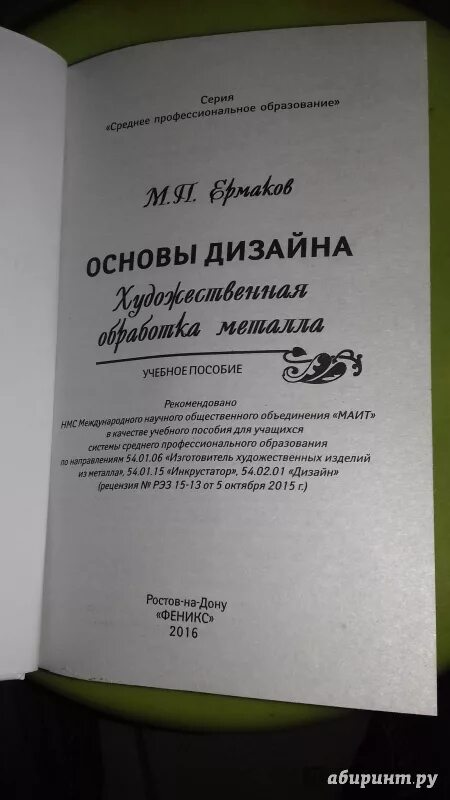 Серия
«Среднее профессиональное образование»
М.П. Ермаков
ОСНОВЫ ДИЗАЙНА
Художественная
обработка металла
УЧЕБНОЕ ПОСОБИЕ
Рекомендовано
НМС Международного научного общественного объединения «МАИТ»
в качестве учебного пособия для учащихся
системы среднего профессионального образования
по направлениям 54.01.06 «Изготовитель художественных изделий
из металла», 54.01.15 «Инкрустатор», 54.02.01 «Дизайн»
(рецензия № РЭЗ 15-13 от 5 октября 2015 г.)
Ростов-на-Дону
«ФЕНИКС»
2016
абиринт.ру